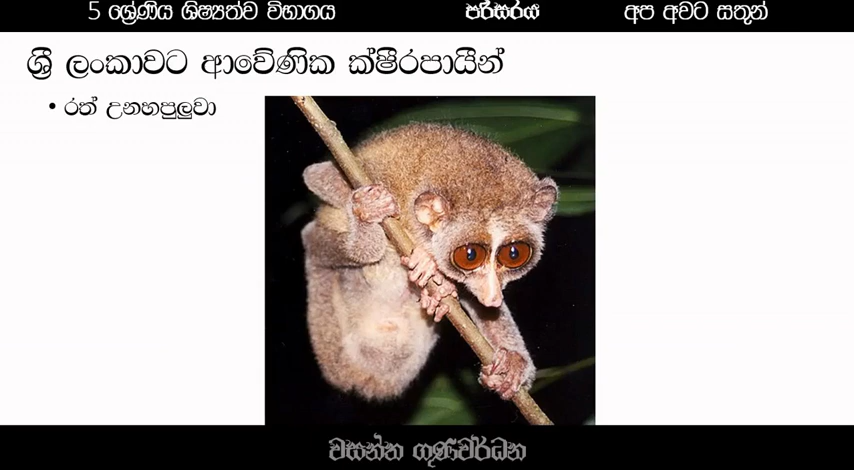 5 ශ්‍රේණිය ශිෂ්‍යත්ව විභාගය පරිසරය අප අවට සතුන්
ශ්‍රී ලංකාවට ආවේණික ක්ෂීරපායීන්
• රත් උනහපුලුවා
වසන්ත ගුණවර්ධන